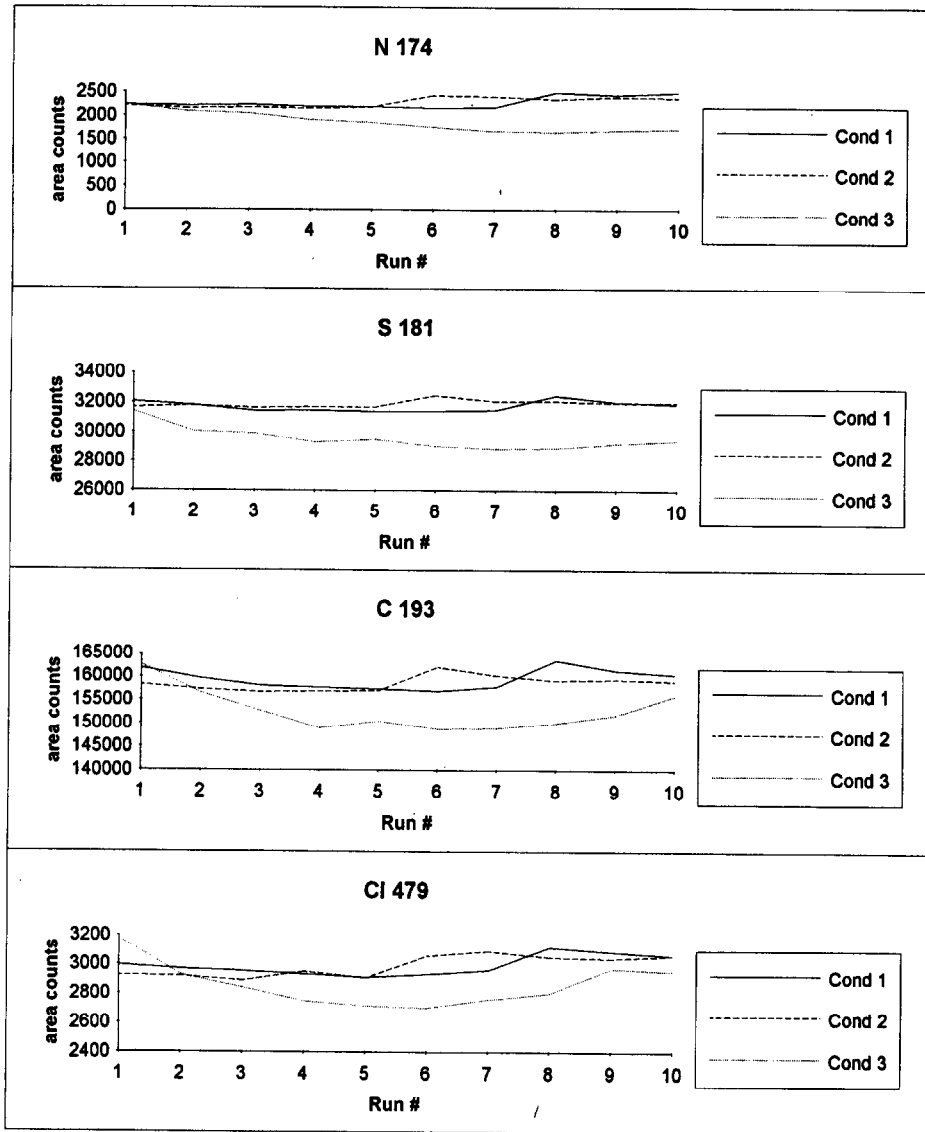 N 174
area counts
2500
2000
1500
1000
500
0
1 2 3 4 5 6 7 8 9 10
Run #
Cond 1
Cond 2
Cond 3
S 181
area counts
34000
32000
30000
28000
26000
1 2 3 4 5 6 7 8 9 10
Run #
Cond 1
Cond 2
Cond 3
C 193
area counts
165000
160000
155000
150000
145000
140000
1 2 3 4 5 6 7 8 9 10
Run #
Cond 1
Cond 2
Cond 3
Cl 479
area counts
3200
3000
2800
2600
2400
1 2 3 4 5 6 7 8 9 10
Run #
Cond 1
Cond 2
Cond 3